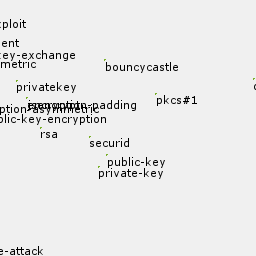 xploit
ent
key-exchange
metric
bouncycastle
privatekey
pkcs#1
encryption-padding
ption-asymmetric
blic-key-encryption
rsa
securid
public-key
private-key
e-attack